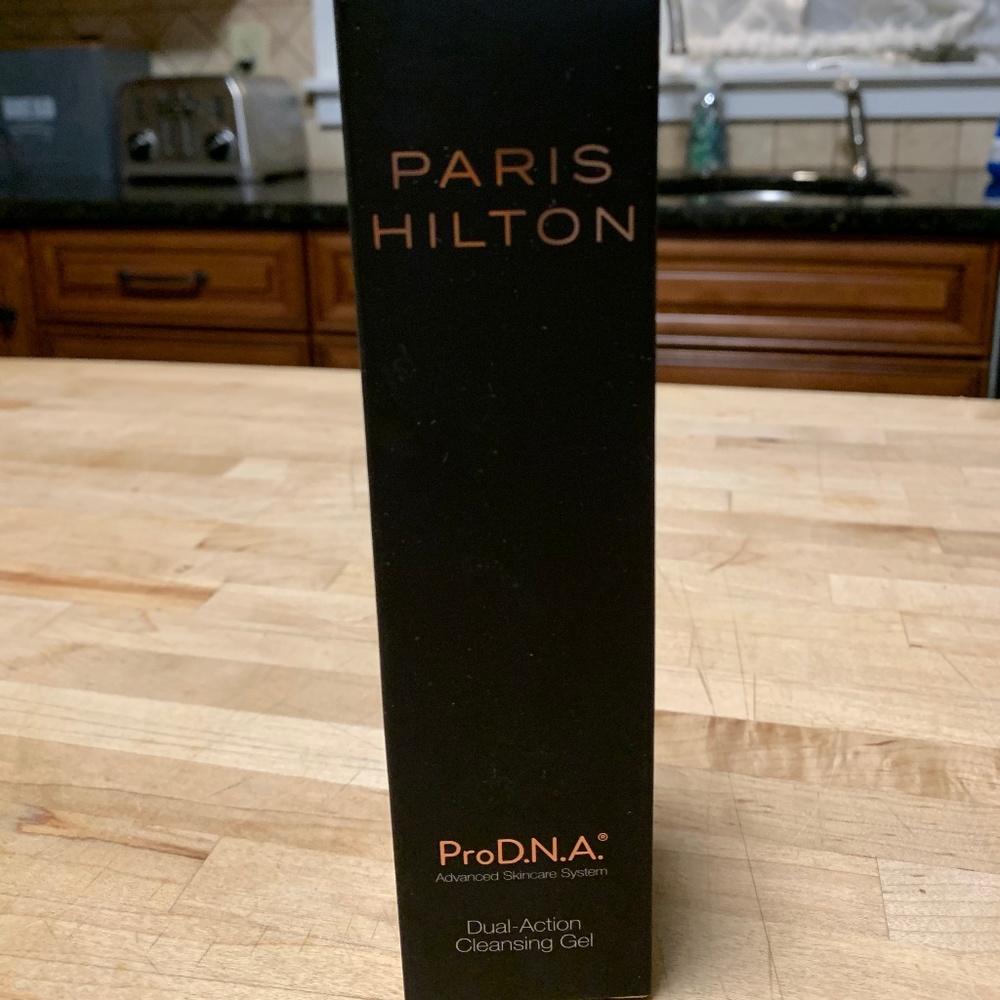 PARIS
HILTON
ProD.N.A.®
Advanced Skincare System
Dual-Action
Cleansing Gel